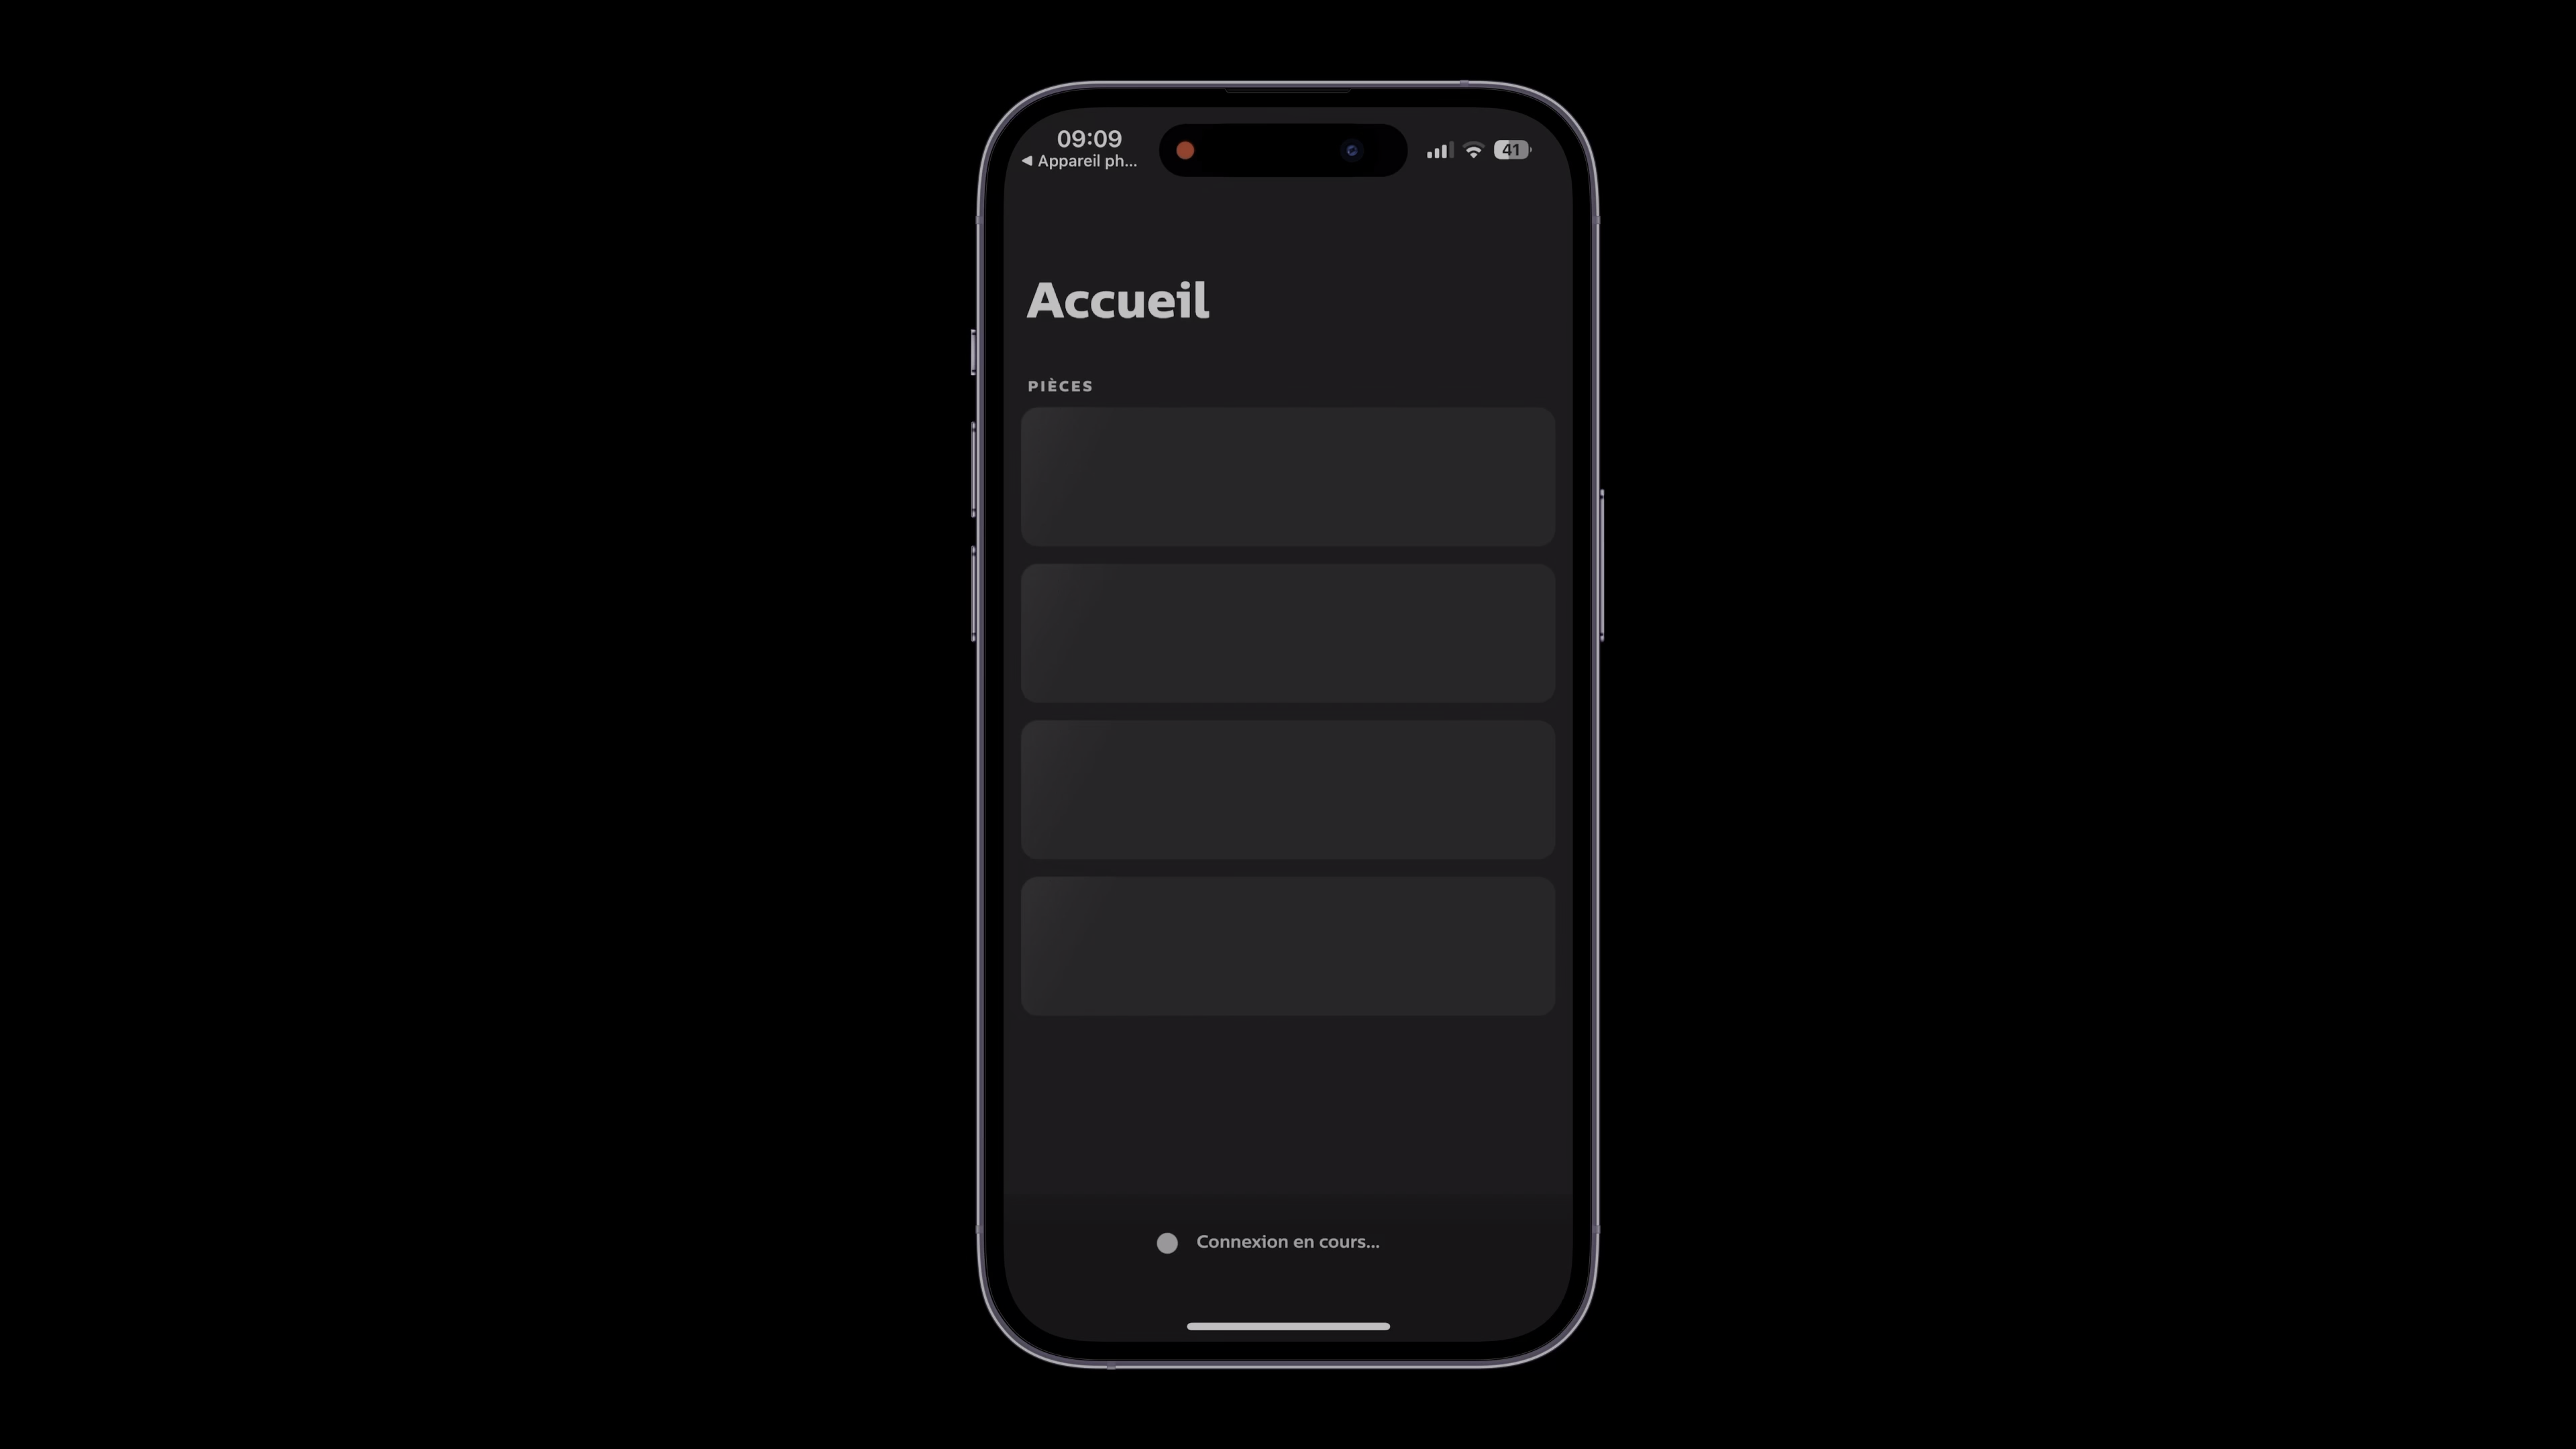 09:09
◀ Appareil ph...
41
Accueil
PIÈCES
Connexion en cours...